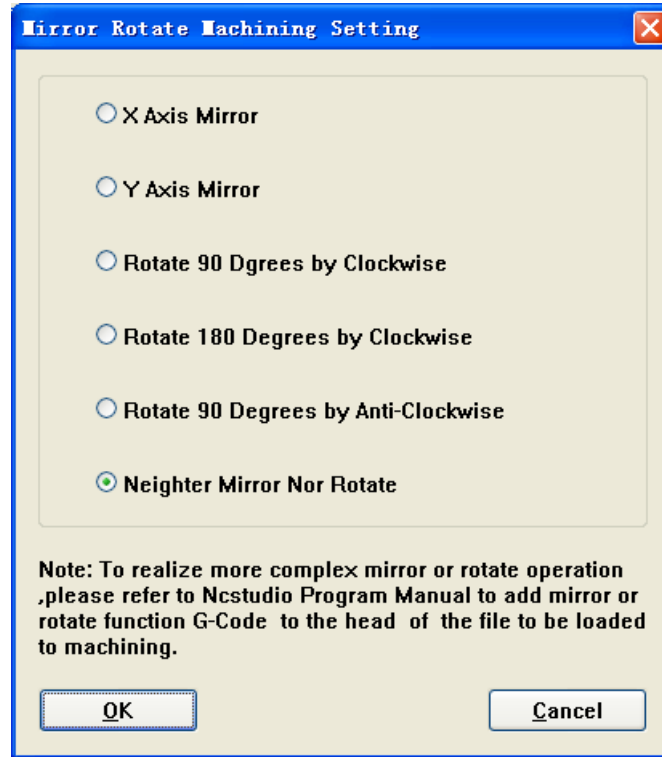 Mirror Rotate Machining Setting
X Axis Mirror
Y Axis Mirror
Rotate 90 Dgrees by Clockwise
Rotate 180 Degrees by Clockwise
Rotate 90 Degrees by Anti-Clockwise
Neighter Mirror Nor Rotate
Note: To realize more complex mirror or rotate operation
,please refer to Ncstudio Program Manual to add mirror or
rotate function G-Code to the head of the file to be loaded
to machining.
OK
Cancel